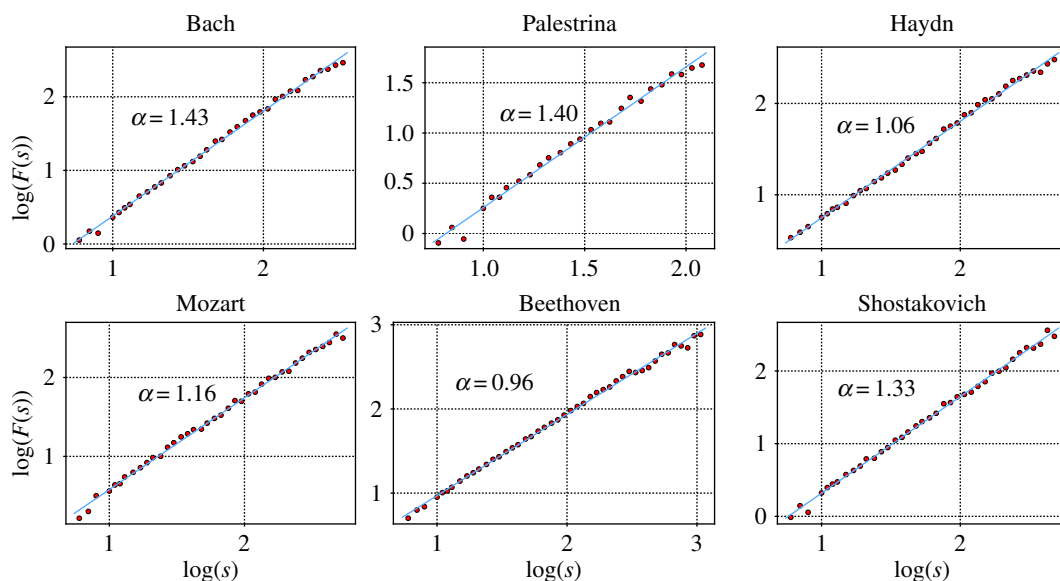 Bach
Palestrina
Haydn
log(F(s))
2
1
0
α = 1.43
1
2
1.5
1.0
0.5
0
α = 1.40
1.0
1.5
2.0
2
1
α = 1.06
1
2
Mozart
Beethoven
Shostakovich
log(F(s))
2
1
α = 1.16
1
2
log(s)
3
2
1
α = 0.96
1
2
3
log(s)
2
1
0
α = 1.33
1
2
log(s)